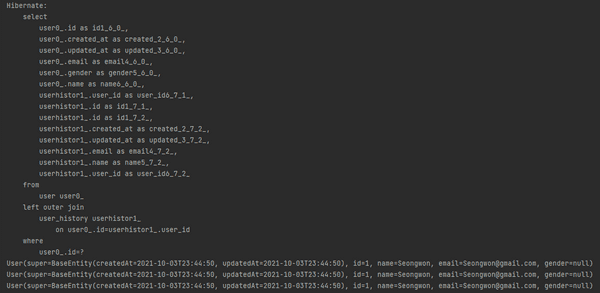 Hibernate:
select
user0_.id as id1_6_0_,
user0_.created_at as created_2_6_0_,
user0_.updated_at as updated_3_6_0_,
user0_.email as email4_6_0_,
user0_.gender as gender5_6_0_,
user0_.name as name6_6_0_,
userhistor1_.user_id as user_id6_7_1_,
userhistor1_.id as id1_7_1_,
userhistor1_.id as id1_7_2_,
userhistor1_.created_at as created_2_7_2_,
userhistor1_.updated_at as updated_3_7_2_,
userhistor1_.email as email4_7_2_,
userhistor1_.name as name5_7_2_,
userhistor1_.user_id as user_id6_7_2_
from
user user0_
left outer join
user_history userhistor1_
on user0_.id=userhistor1_.user_id
where
user0_.id=?
User(super=BaseEntity(createdAt=2021-10-03T23:44:50, updatedAt=2021-10-03T23:44:50), id=1, name=Seongwon, email=Seongwon@gmail.com, gender=null)
User(super=BaseEntity(createdAt=2021-10-03T23:44:50, updatedAt=2021-10-03T23:44:50), id=1, name=Seongwon, email=Seongwon@gmail.com, gender=null)
User(super=BaseEntity(createdAt=2021-10-03T23:44:50, updatedAt=2021-10-03T23:44:50), id=1, name=Seongwon, email=Seongwon@gmail.com, gender=null)